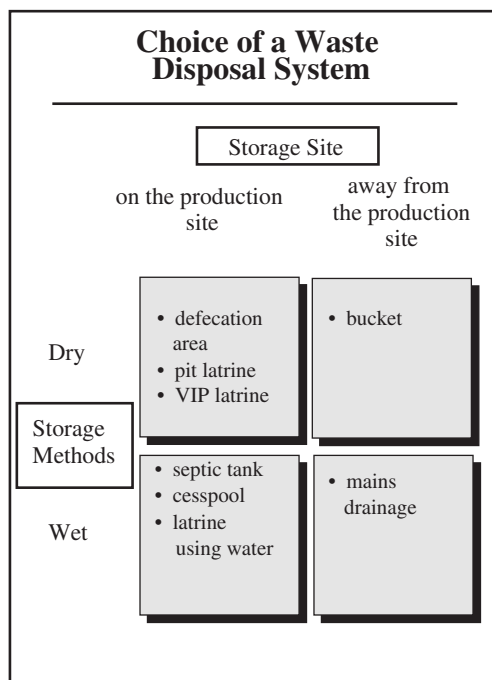 Choice of a Waste
Disposal System
Storage Site
on the production
site
away from
the production
site
Dry
• defecation
area
• pit latrine
• VIP latrine
• bucket
Storage
Methods
Wet
• septic tank
• cesspool
• latrine
using water
• mains
drainage